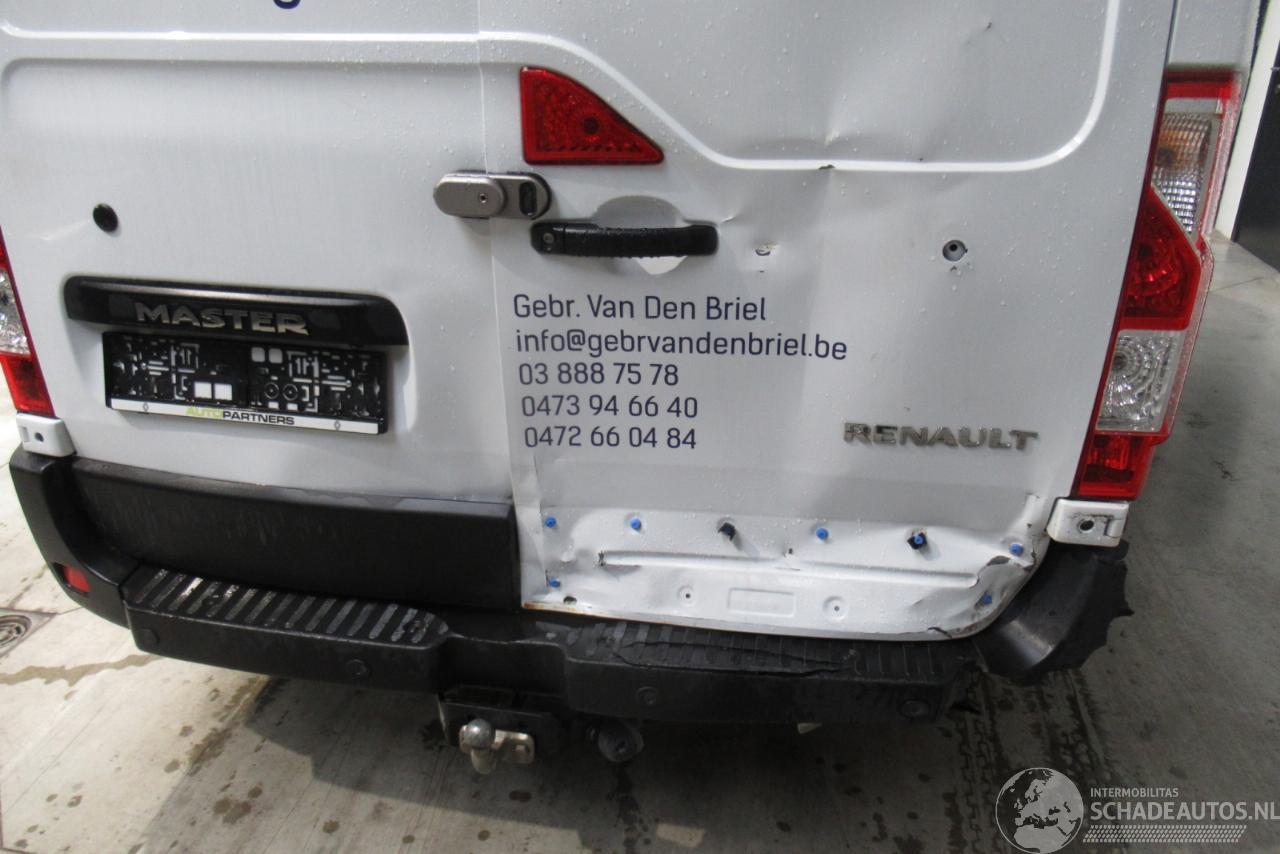 MASTER
AUTOPARTNERS
Gebr. Van Den Briel
info@gebrvandenbriel.be
03 888 75 78
0473 94 66 40
0472 66 04 84
RENAULT
INTERMOBILITAS
SCHADEAUTOS.NL